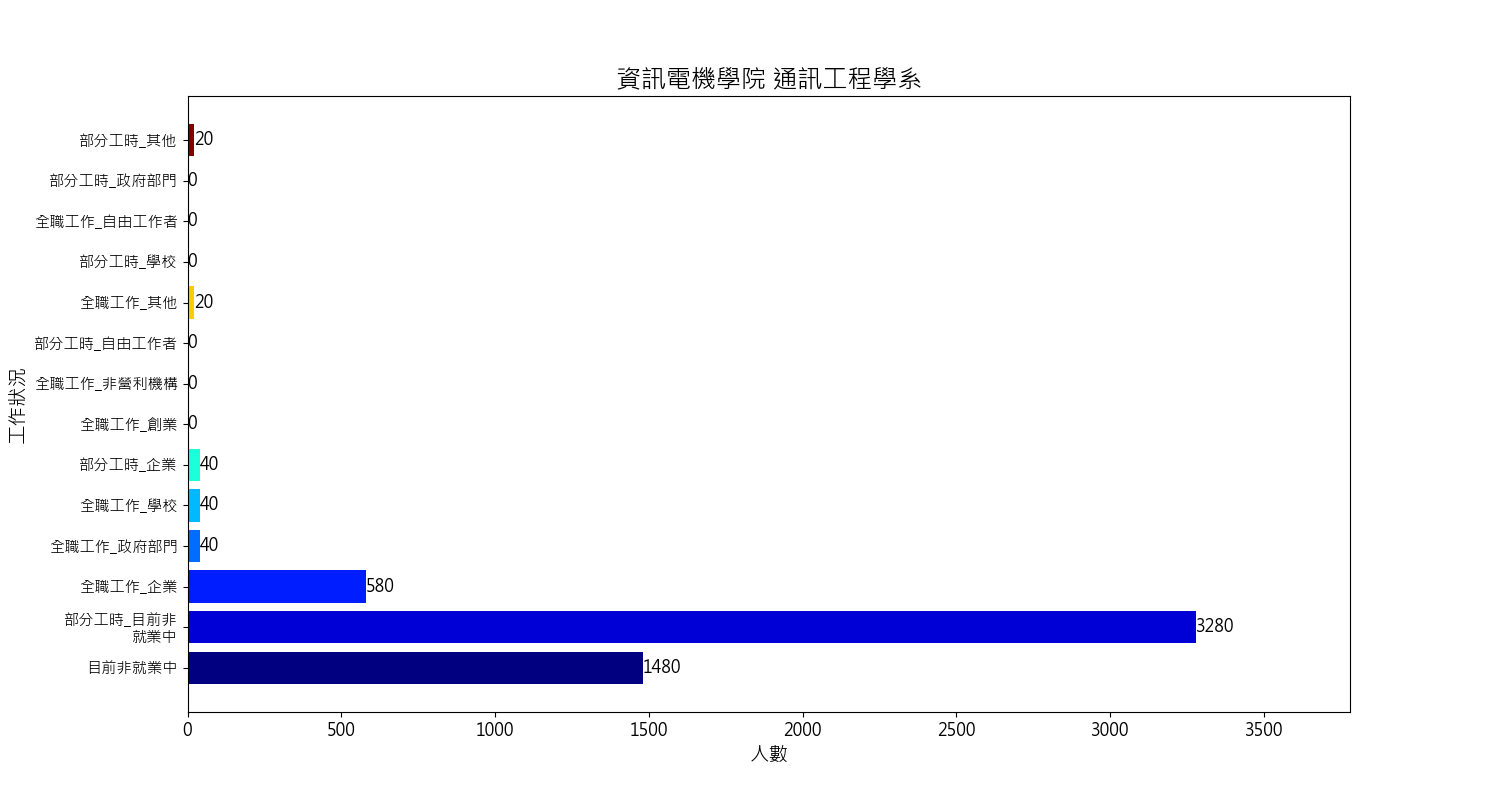 資訊電機學院 通訊工程學系
部分工時_其他
20
部分工時_政府部門
0
全職工作_自由工作者
0
部分工時_學校
0
全職工作_其他
20
部分工時_自由工作者
0
全職工作_非營利機構
0
全職工作_創業
0
部分工時_企業
40
全職工作_學校
40
全職工作_政府部門
40
全職工作_企業
580
部分工時_目前非
就業中
3280
目前非就業中
1480
工作狀況
0
500
1000
1500
2000
2500
3000
3500
人數